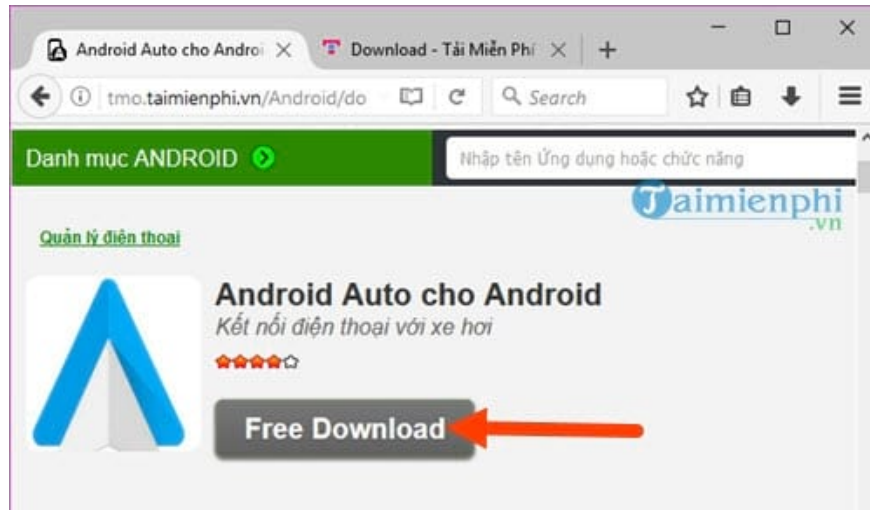 Android Auto cho Androi
Download - Tải Miễn Phí
tmo.taimienphi.vn/Android/do
Search
Danh mục ANDROID
Nhập tên Ứng dụng hoặc chức năng
Taimienphi
.vn
Quản lý điện thoại
Android Auto cho Android
Kết nối điện thoại với xe hơi
Free Download